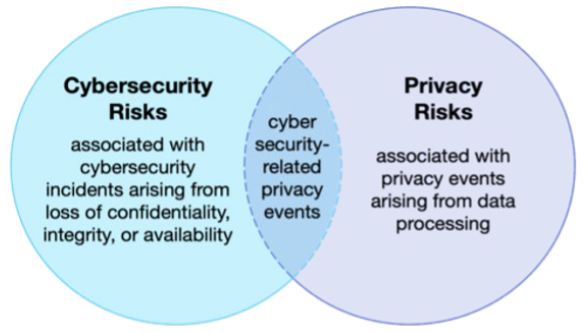 Cybersecurity
Risks
associated with
cybersecurity
incidents arising from
loss of confidentiality,
integrity, or availability
cyber
security-
related
privacy
events
Privacy
Risks
associated with
privacy events
arising from data
processing